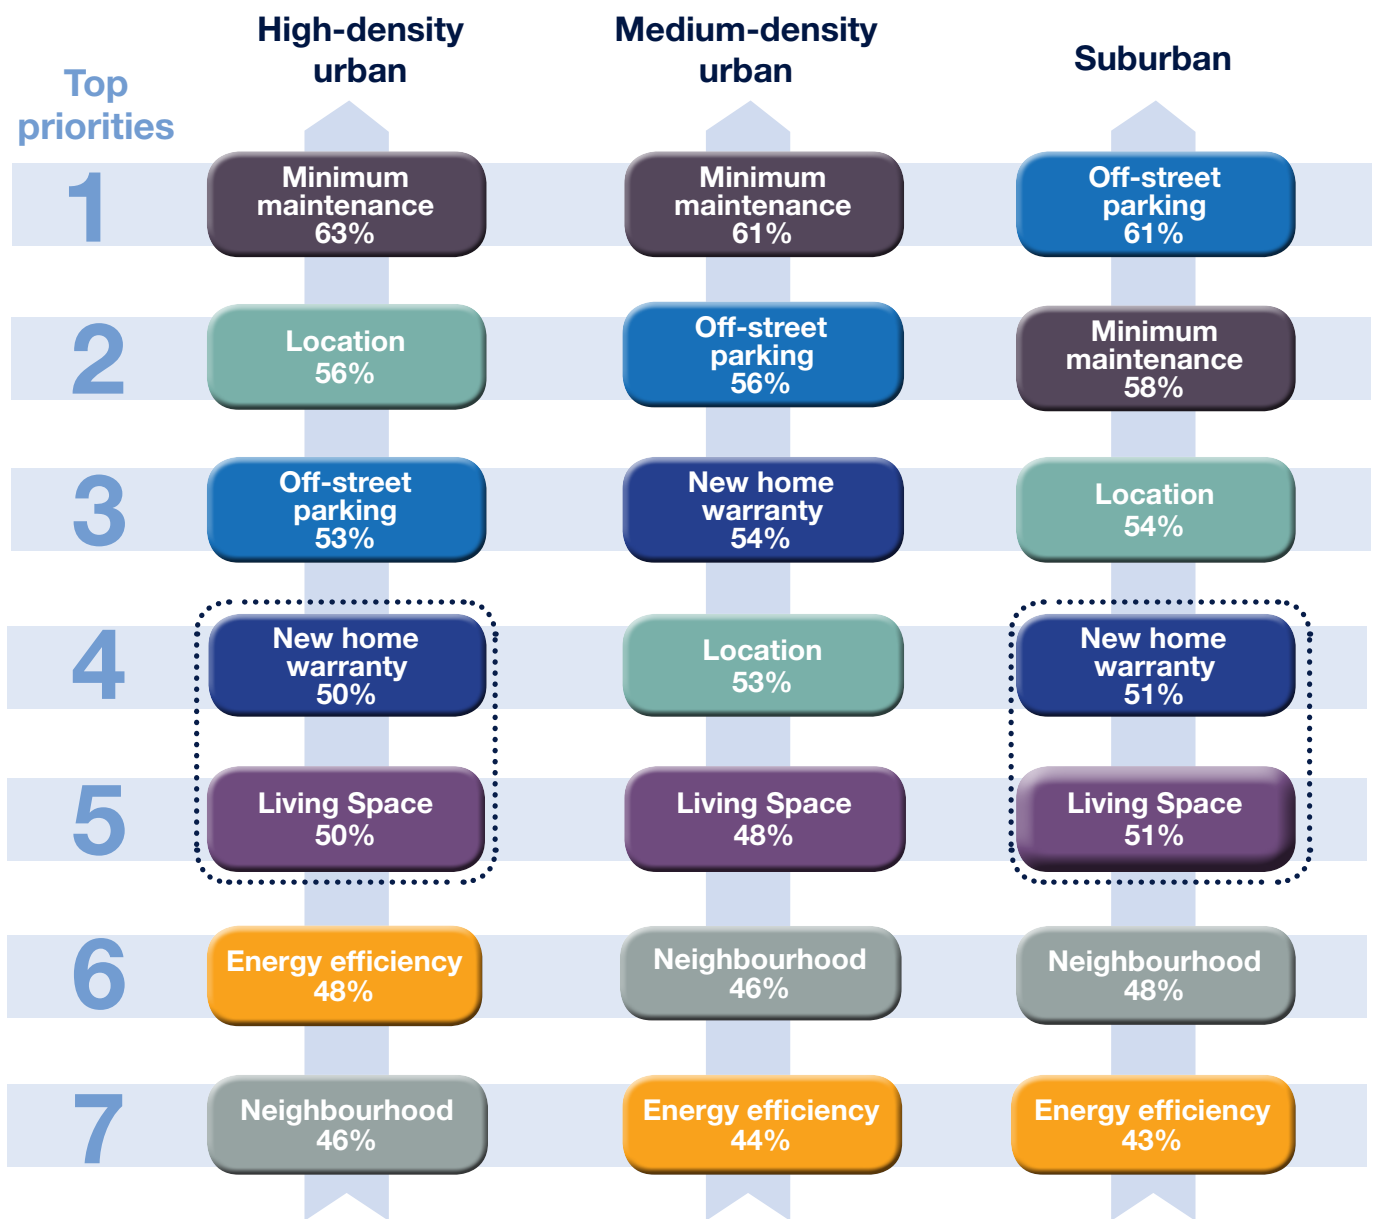 High-density
urban
Medium-density
urban
Suburban
Top
priorities
1
Minimum
maintenance
63%
Minimum
maintenance
61%
Off-street
parking
61%
2
Location
56%
Off-street
parking
56%
Minimum
maintenance
58%
3
Off-street
parking
53%
New home
warranty
54%
Location
54%
4
New home
warranty
50%
Location
53%
New home
warranty
51%
5
Living Space
50%
Living Space
48%
Living Space
51%
6
Energy efficiency
48%
Neighbourhood
46%
Neighbourhood
48%
7
Neighbourhood
46%
Energy efficiency
44%
Energy efficiency
43%